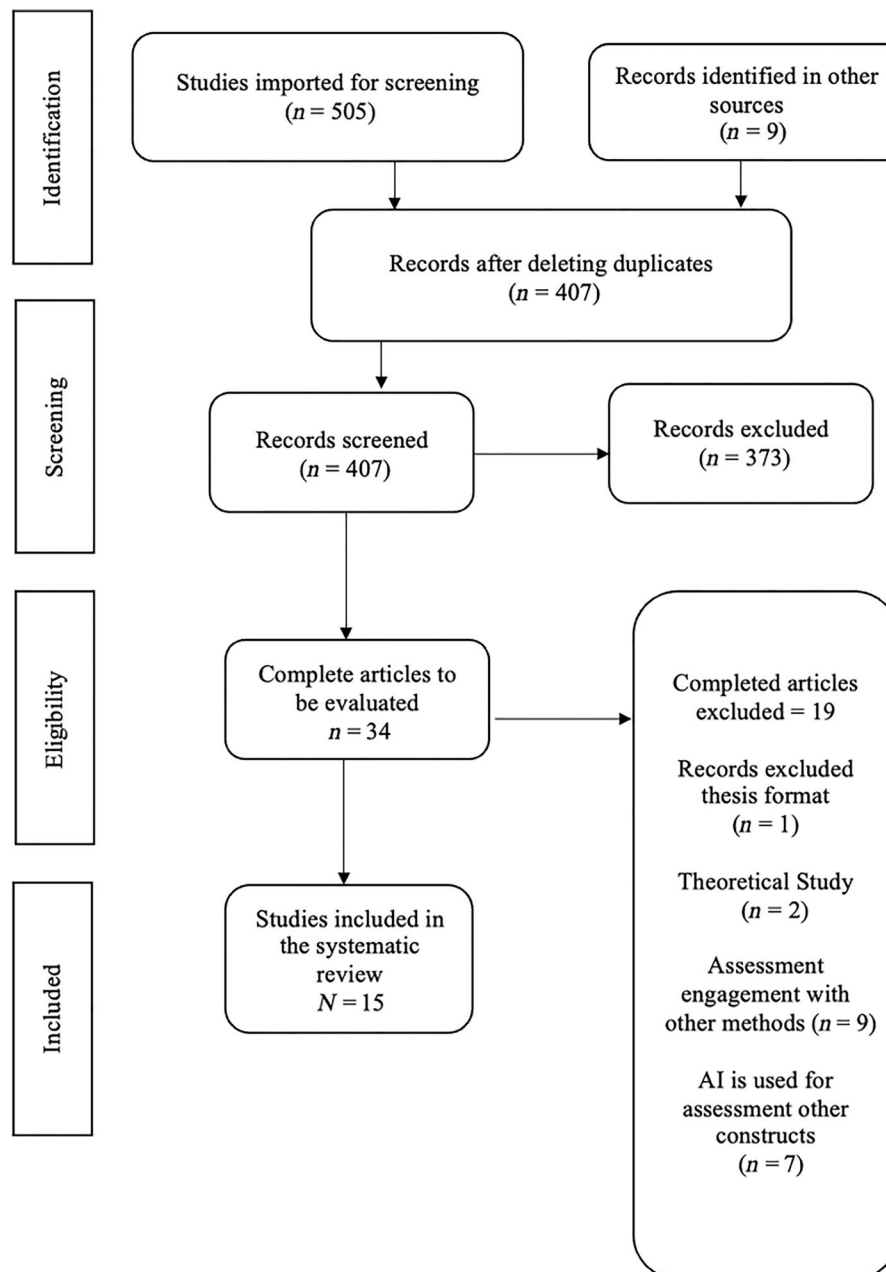 Identification
Studies imported for screening
(n = 505)
Records identified in other
sources
(n = 9)
Records after deleting duplicates
(n = 407)
Screening
Records screened
(n = 407)
Records excluded
(n = 373)
Eligibility
Complete articles to
be evaluated
n = 34
Completed articles
excluded = 19
Records excluded
thesis format
(n = 1)
Theoretical Study
(n = 2)
Assessment
engagement with
other methods (n = 9)
AI is used for
assessment other
constructs
(n = 7)
Included
Studies included in
the systematic
review
N = 15